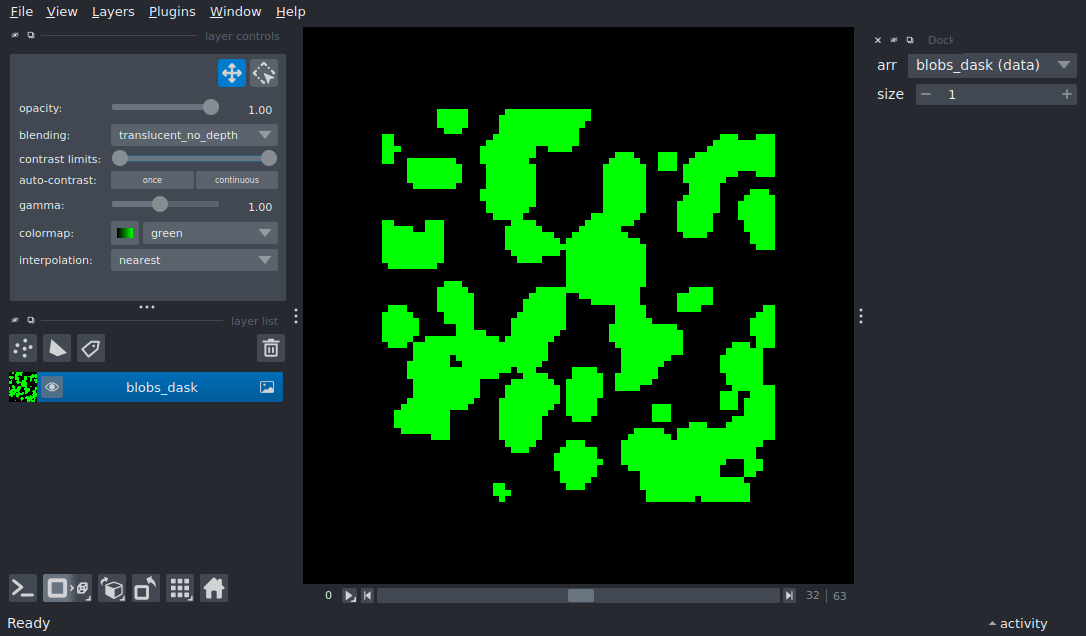 File View Layers Plugins Window Help
layer controls
opacity: 1.00
blending: translucent_no_depth
contrast limits:
auto-contrast: once continuous
gamma: 1.00
colormap: green
interpolation: nearest
layer list
blobs_dask
0 32 63
Ready
Dock
arr blobs_dask (data)
size 1
activity